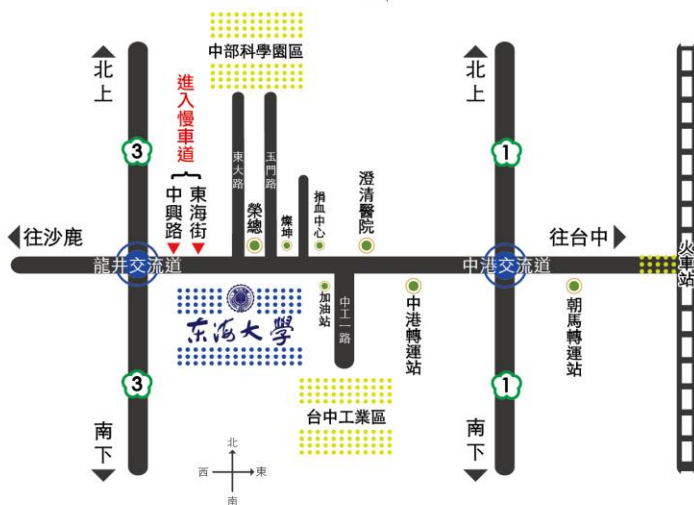 中部科學園區
北上
北上
進入慢車道
3
1
東大路
玉門路
中興路
東海街
榮總
燦坤
捐血中心
澄清醫院
往沙鹿
往台中
火車站
龍井交流道
中港交流道
加油站
中工一路
中港轉運站
朝馬轉運站
东海大學
3
1
台中工業區
南下
南下
北
西
東
南